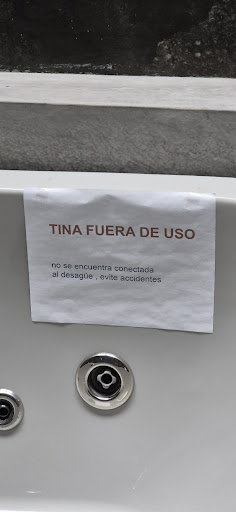 TINA FUERA DE USO
no se encuentra conectada
al desagüe , evite accidentes